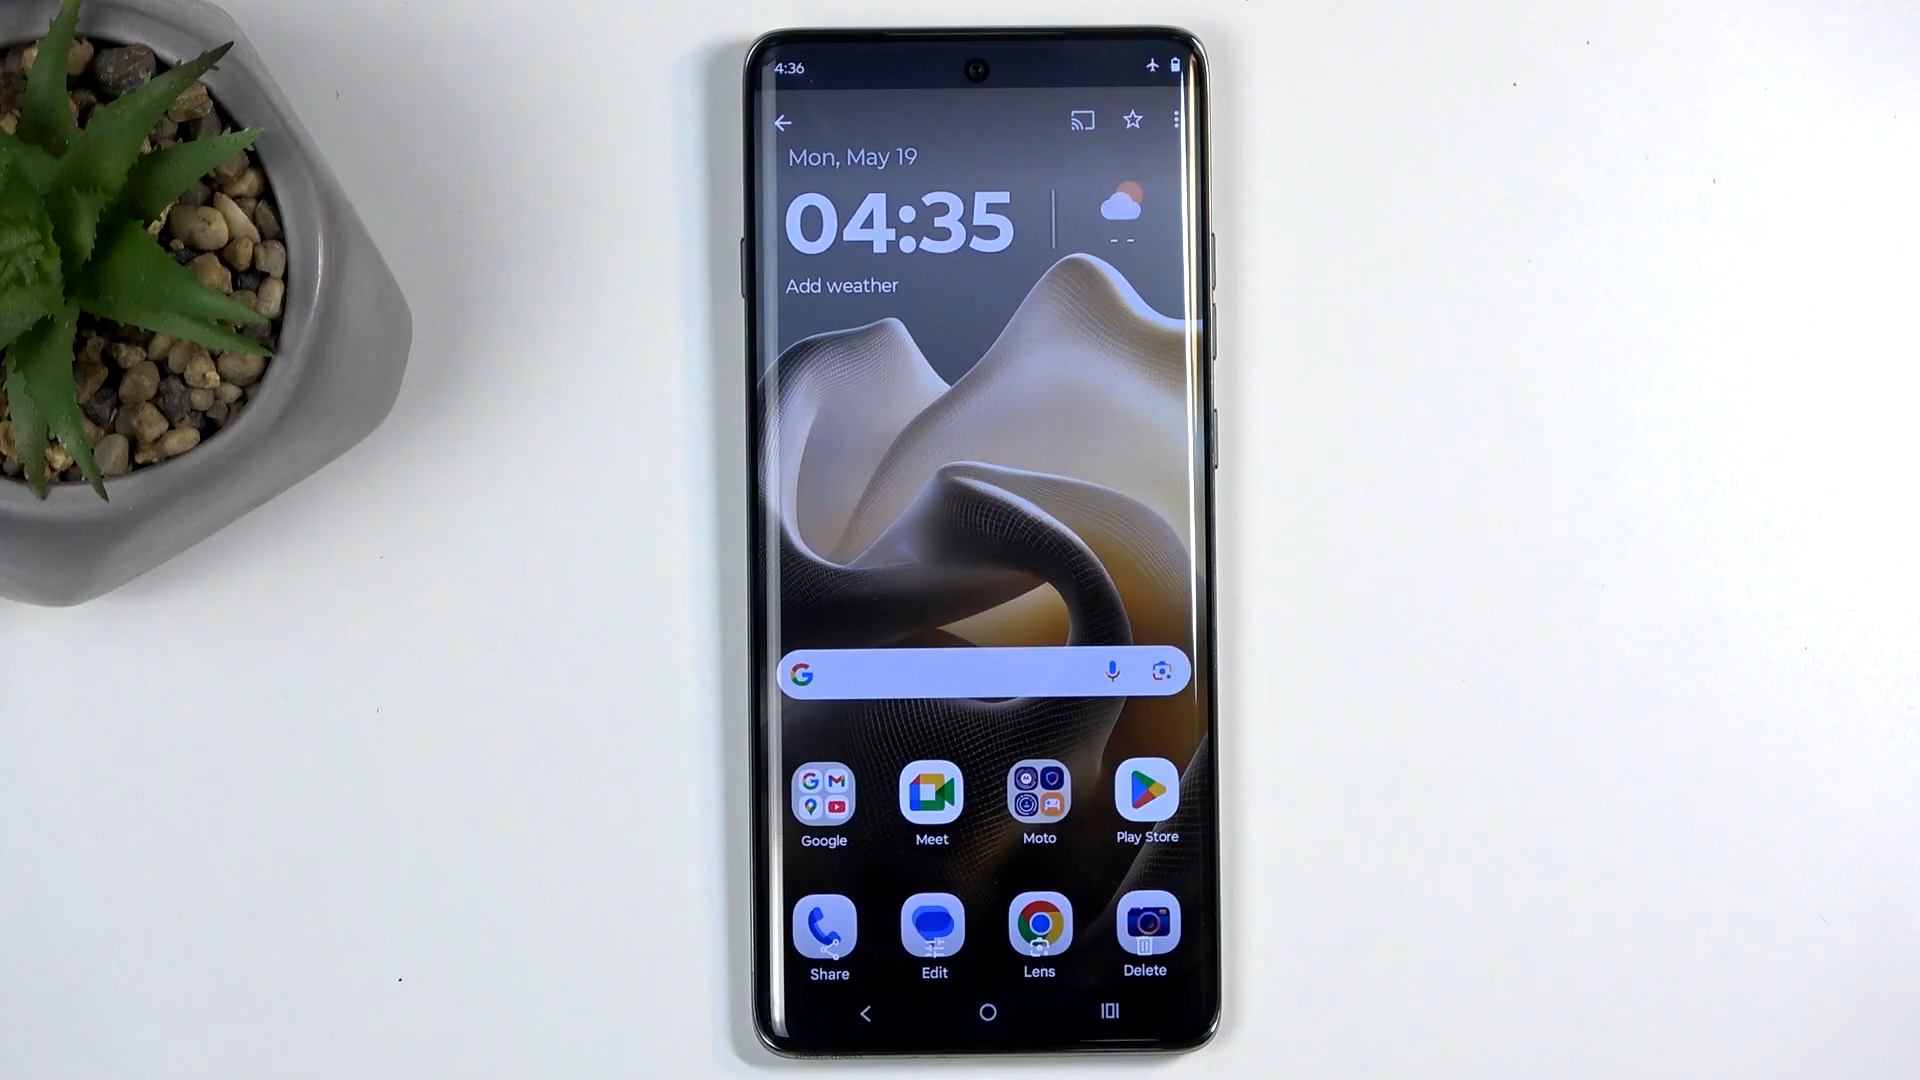 4:36
Mon, May 19
04:35
- -
Add weather
Google
Meet
Moto
Play Store
Share
Edit
Lens
Delete